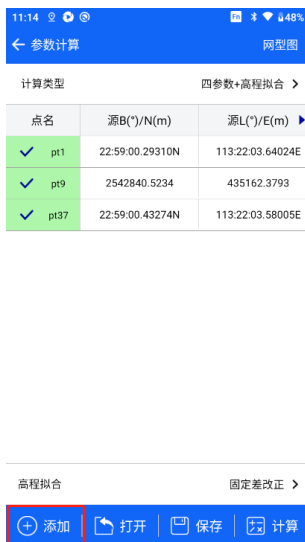 11:14 48%
参数计算 网型图
计算类型 四参数+高程拟合
点名 源B(°)/N(m) 源L(°)/E(m)
pt1 22:59:00.29310N 113:22:03.64024E
pt9 2542840.5234 435162.3793
pt37 22:59:00.43274N 113:22:03.58005E
高程拟合 固定差改正
添加 打开 保存 计算